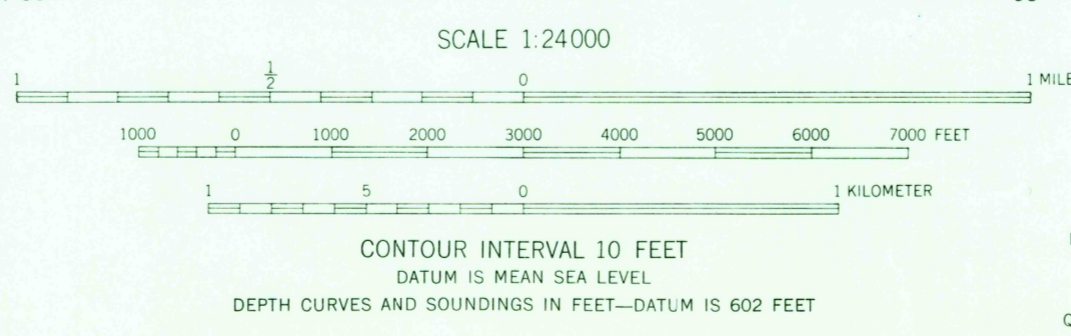 SCALE 1:24000
1 ½ 0 1 MILE
1000 0 1000 2000 3000 4000 5000 6000 7000 FEET
1 5 0 1 KILOMETER
CONTOUR INTERVAL 10 FEET
DATUM IS MEAN SEA LEVEL
DEPTH CURVES AND SOUNDINGS IN FEET—DATUM IS 602 FEET